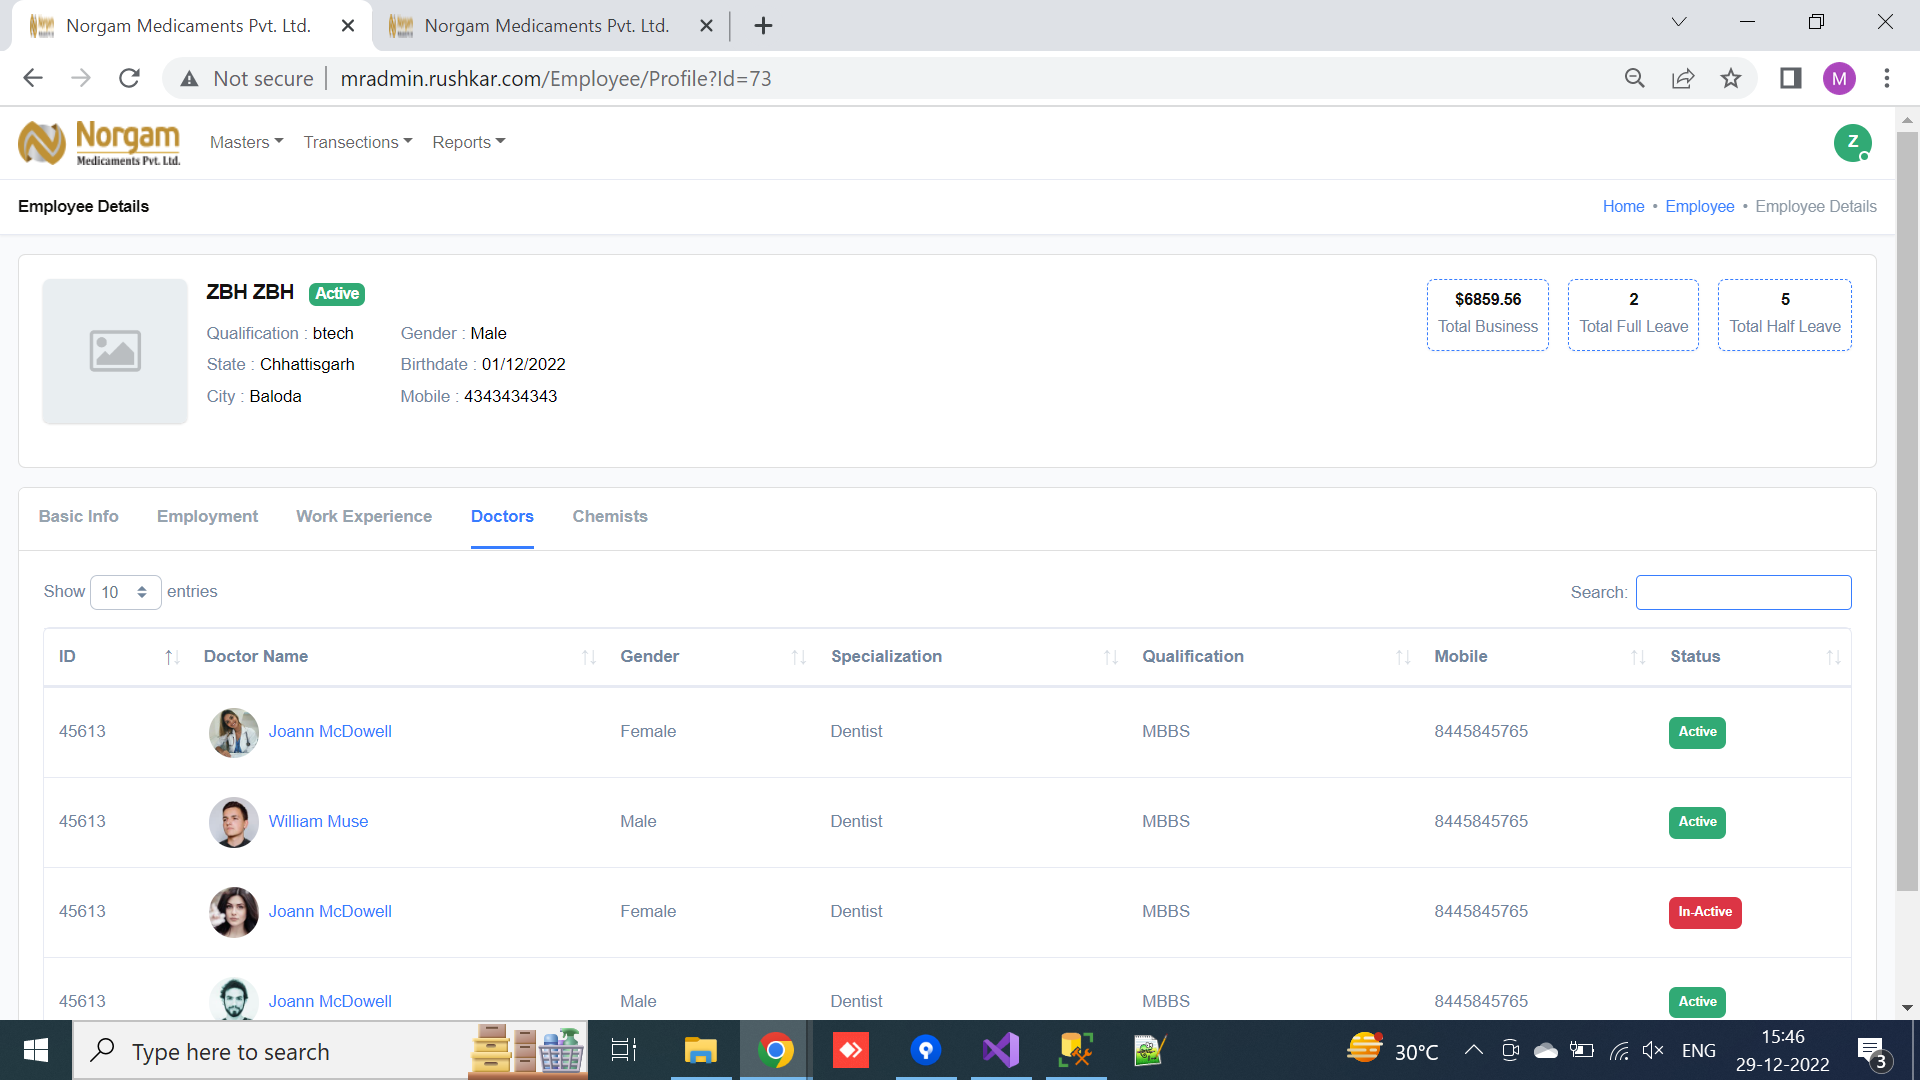 Norgam Medicaments Pvt. Ltd.
Norgam Medicaments Pvt. Ltd.
Not secure
mradmin.rushkar.com/Employee/Profile?Id=73
M
Norgam
Medicaments Pvt. Ltd.
Masters
Transections
Reports
Z
Employee Details
Home • Employee • Employee Details
ZBH ZBH Active
Qualification : btech
Gender : Male
State : Chhattisgarh
Birthdate : 01/12/2022
City : Baloda
Mobile : 4343434343
$6859.56
Total Business
2
Total Full Leave
5
Total Half Leave
Basic Info Employment Work Experience Doctors Chemists
Show 10 entries
Search:
ID Doctor Name Gender Specialization Qualification Mobile Status
45613 Joann McDowell Female Dentist MBBS 8445845765 Active
45613 William Muse Male Dentist MBBS 8445845765 Active
45613 Joann McDowell Female Dentist MBBS 8445845765 In-Active
45613 Joann McDowell Male Dentist MBBS 8445845765 Active
Type here to search
30°C
ENG
15:46
29-12-2022
3